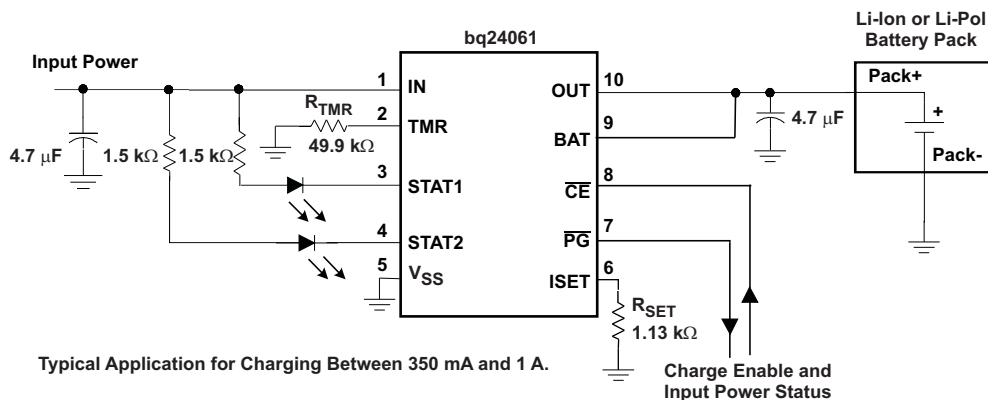 bq24061
Li-Ion or Li-Pol
Battery Pack
Input Power
1
IN
OUT
10
Pack+
R_TMR
2
TMR
49.9 kΩ
9
BAT
4.7 μF
+
4.7 μF
1.5 kΩ
1.5 kΩ
Pack-
3
STAT1
8
C̅E̅
4
STAT2
7
P̅G̅
5
V_SS
6
ISET
R_SET
1.13 kΩ
Typical Application for Charging Between 350 mA and 1 A.
Charge Enable and
Input Power Status